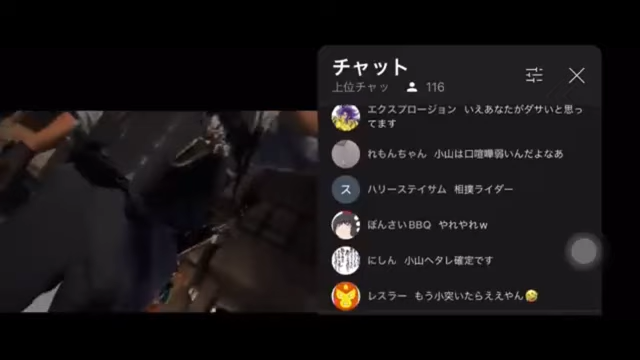 チャット
上位チャッ 116
エクスプロージョン いえあなたがダサいと思っ
てます
れもんちゃん 小山は口喧嘩弱いんだよなあ
ス ハリーステイサム 相撲ライダー
ぼんさいBBQ やれやれw
にしん 小山ヘタレ確定です
レスラー もう小突いたらええやん🤣